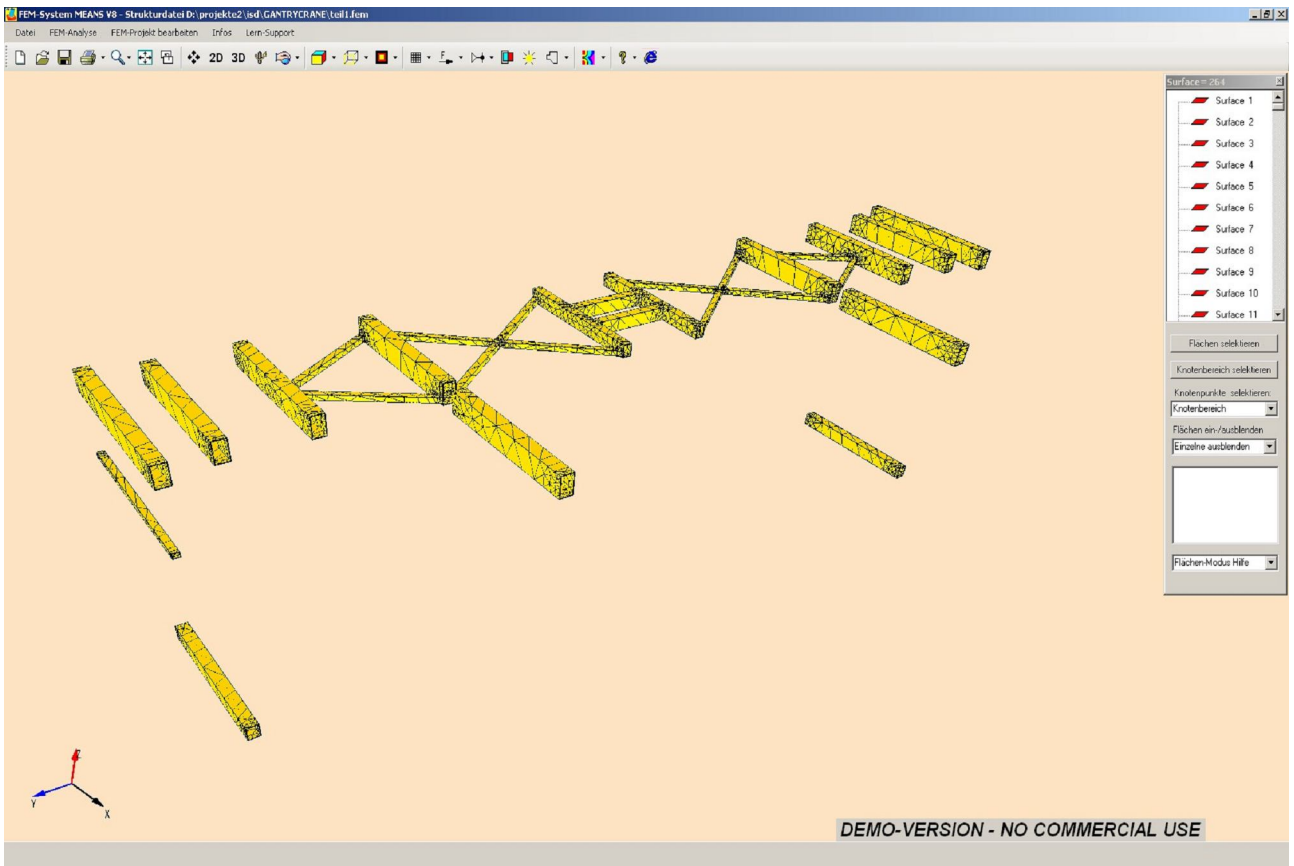 FEM-System MEANS V8 - Strukturdatei D:\projekte2\isd\GANTRYCRANE\teil1.fem
Datei FEM-Analyse FEM-Projekt bearbeiten Infos Lern-Support
2D 3D
Surface= 264
Surface 1
Surface 2
Surface 3
Surface 4
Surface 5
Surface 6
Surface 7
Surface 8
Surface 9
Surface 10
Surface 11
Flächen selektieren
Knotenbereich selektieren
Knotenpunkte selektieren:
Knotenbereich
Flächen ein-/ausblenden
Einzelne ausblenden
Flächen-Modus Hilfe
Z
Y
X
DEMO-VERSION - NO COMMERCIAL USE